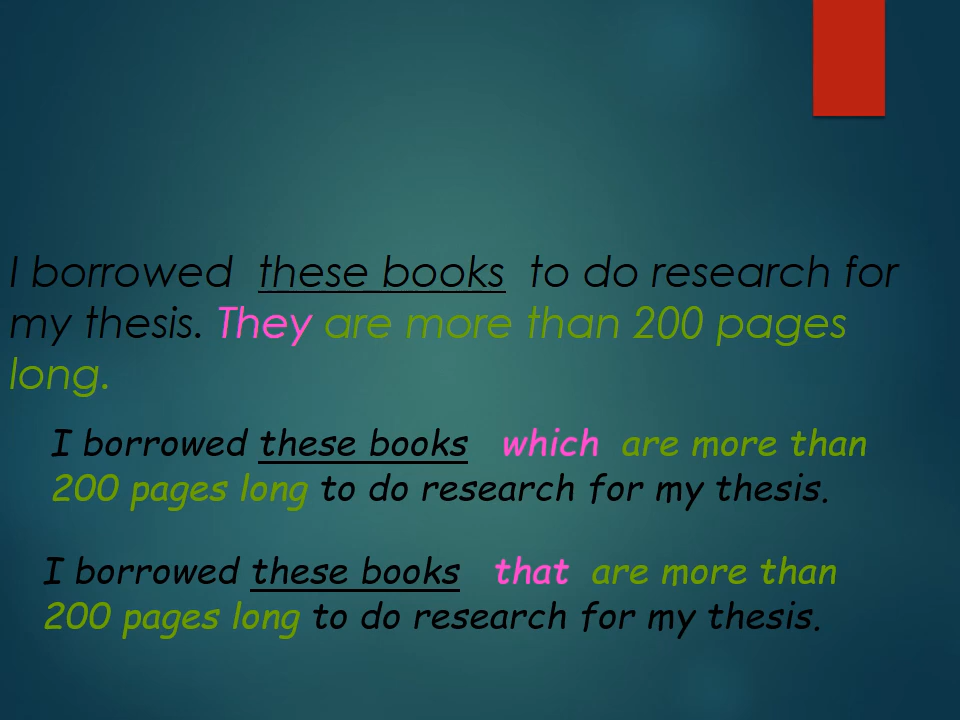 I borrowed these books to do research for
my thesis. They are more than 200 pages
long.
I borrowed these books which are more than
200 pages long to do research for my thesis.
I borrowed these books that are more than
200 pages long to do research for my thesis.